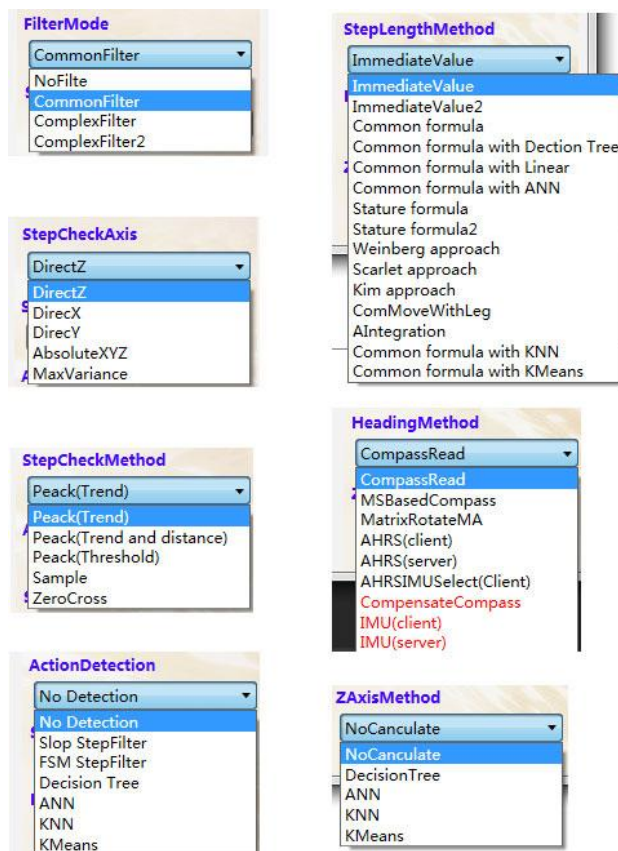 FilterMode
CommonFilter
NoFilte
CommonFilter
ComplexFilter
ComplexFilter2
StepCheckAxis
DirectZ
DirectZ
DirecX
DirecY
AbsoluteXYZ
MaxVariance
StepCheckMethod
Peack(Trend)
Peack(Trend)
Peack(Trend and distance)
Peack(Threshold)
Sample
ZeroCross
ActionDetection
No Detection
No Detection
Slop StepFilter
FSM StepFilter
Decision Tree
ANN
KNN
KMeans
StepLengthMethod
ImmediateValue
ImmediateValue
ImmediateValue2
Common formula
Common formula with Dection Tree
Common formula with Linear
Common formula with ANN
Stature formula
Stature formula2
Weinberg approach
Scarlet approach
Kim approach
ComMoveWithLeg
AIntegration
Common formula with KNN
Common formula with KMeans
HeadingMethod
CompassRead
CompassRead
MSBasedCompass
MatrixRotateMA
AHRS(client)
AHRS(server)
AHRSIMUSelect(Client)
CompensateCompass
IMU(client)
IMU(server)
ZAxisMethod
NoCanculate
NoCanculate
DecisionTree
ANN
KNN
KMeans